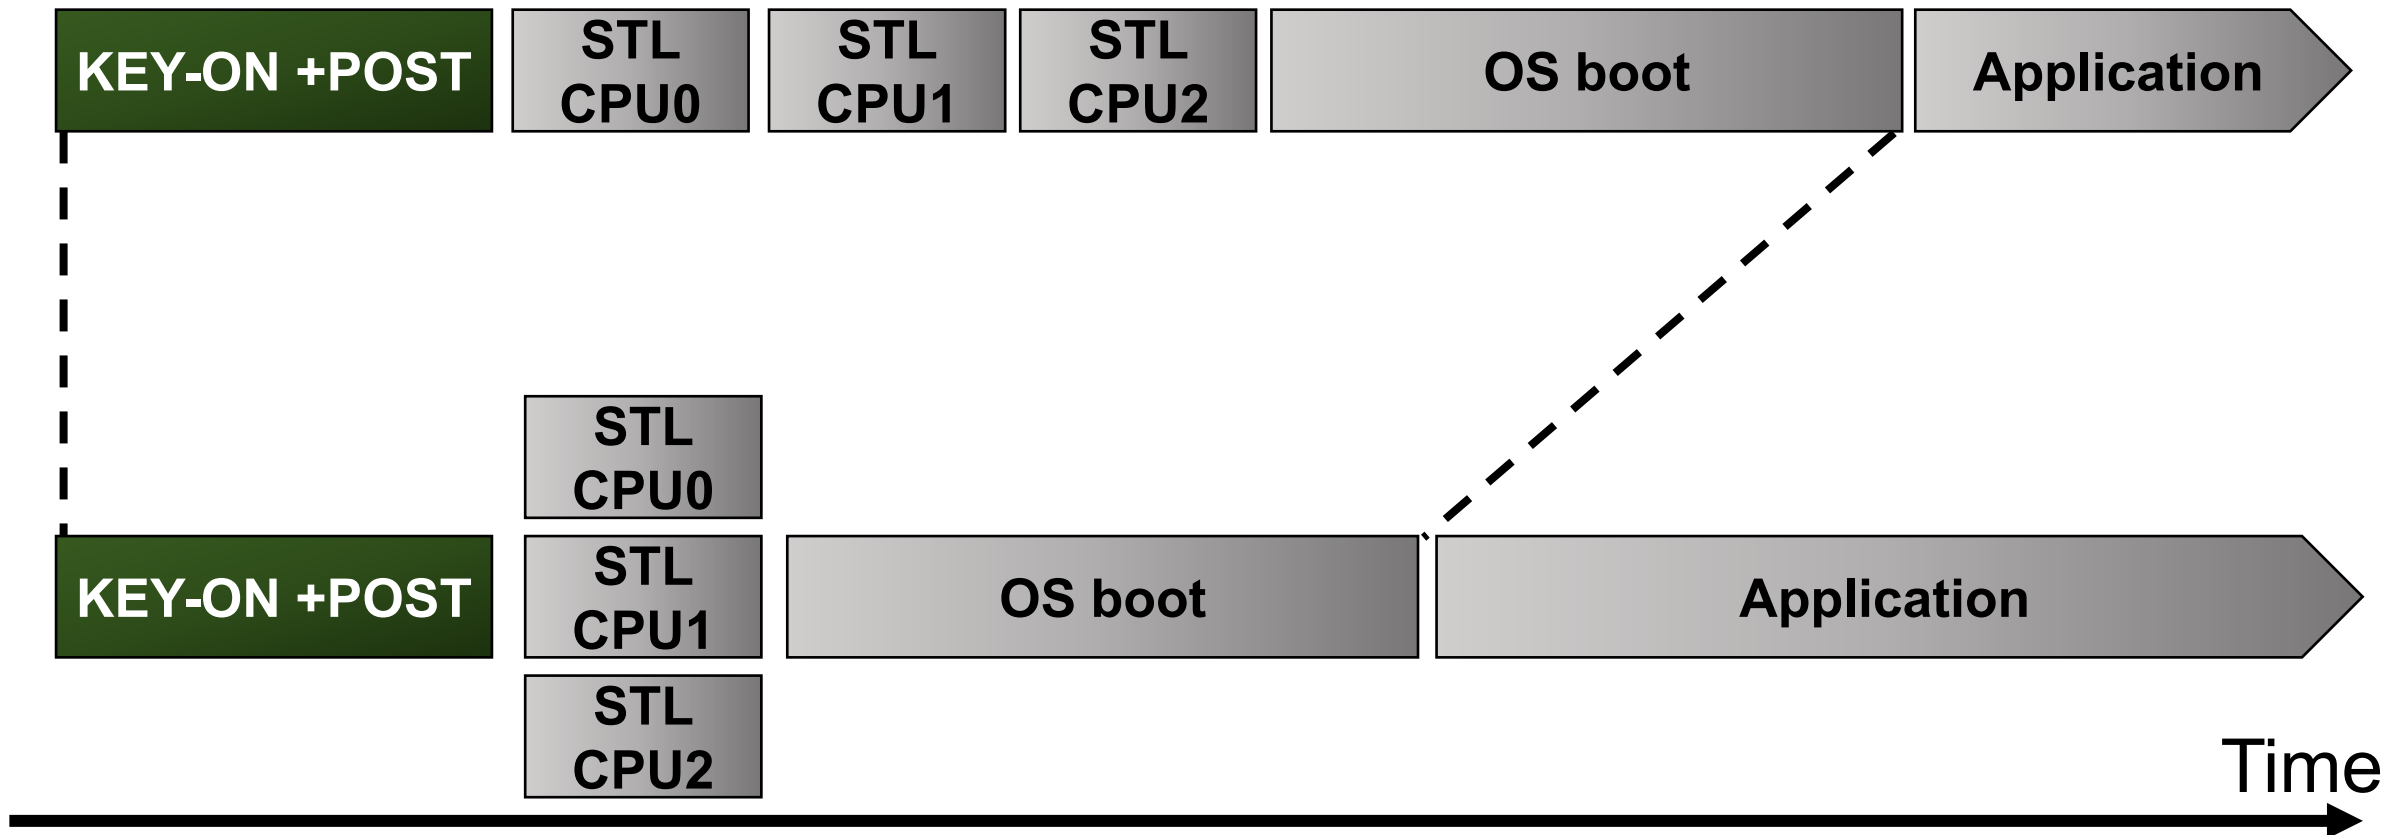 KEY-ON +POST
STL
CPU0
STL
CPU1
STL
CPU2
OS boot
Application
STL
CPU0
KEY-ON +POST
STL
CPU1
OS boot
Application
STL
CPU2
Time